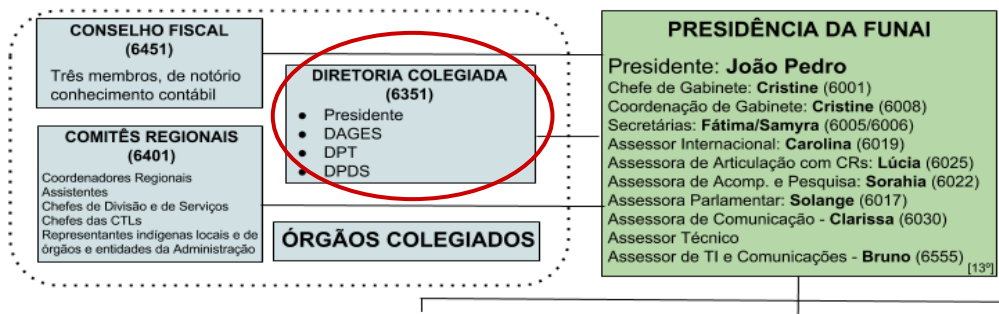 CONSELHO FISCAL
(6451)
Três membros, de notório
conhecimento contábil
DIRETORIA COLEGIADA
(6351)
● Presidente
● DAGES
● DPT
● DPDS
COMITÊS REGIONAIS
(6401)
Coordenadores Regionais
Assistentes
Chefes de Divisão e de Serviços
Chefes das CTLs
Representantes indígenas locais e de
órgãos e entidades da Administração
ÓRGÃOS COLEGIADOS
PRESIDÊNCIA DA FUNAI
Presidente: João Pedro
Chefe de Gabinete: Cristine (6001)
Coordenação de Gabinete: Cristine (6008)
Secretárias: Fátima/Samyra (6005/6006)
Assessor Internacional: Carolina (6019)
Assessora de Articulação com CRs: Lúcia (6025)
Assessora de Acomp. e Pesquisa: Sorahia (6022)
Assessora Parlamentar: Solange (6017)
Assessora de Comunicação - Clarissa (6030)
Assessor Técnico
Assessor de TI e Comunicações - Bruno (6555)
[13º]